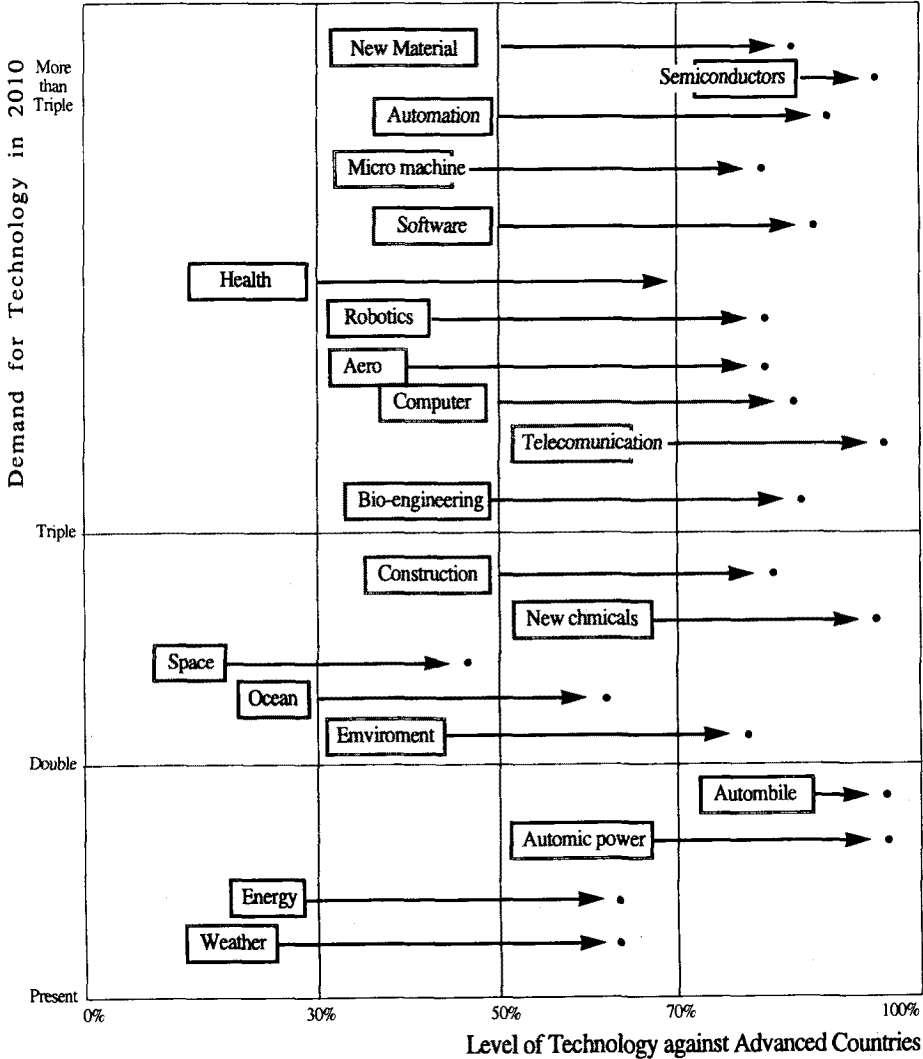 Demand for Technology in 2010
More
than
Triple
New Material
Semiconductors
Automation
Micro machine
Software
Health
Robotics
Aero
Computer
Telecomunication
Bio-engineering
Triple
Construction
New chmicals
Space
Ocean
Emviroment
Double
Autombile
Automic power
Energy
Weather
Present
0%
30%
50%
70%
100%
Level of Technology against Advanced Countries